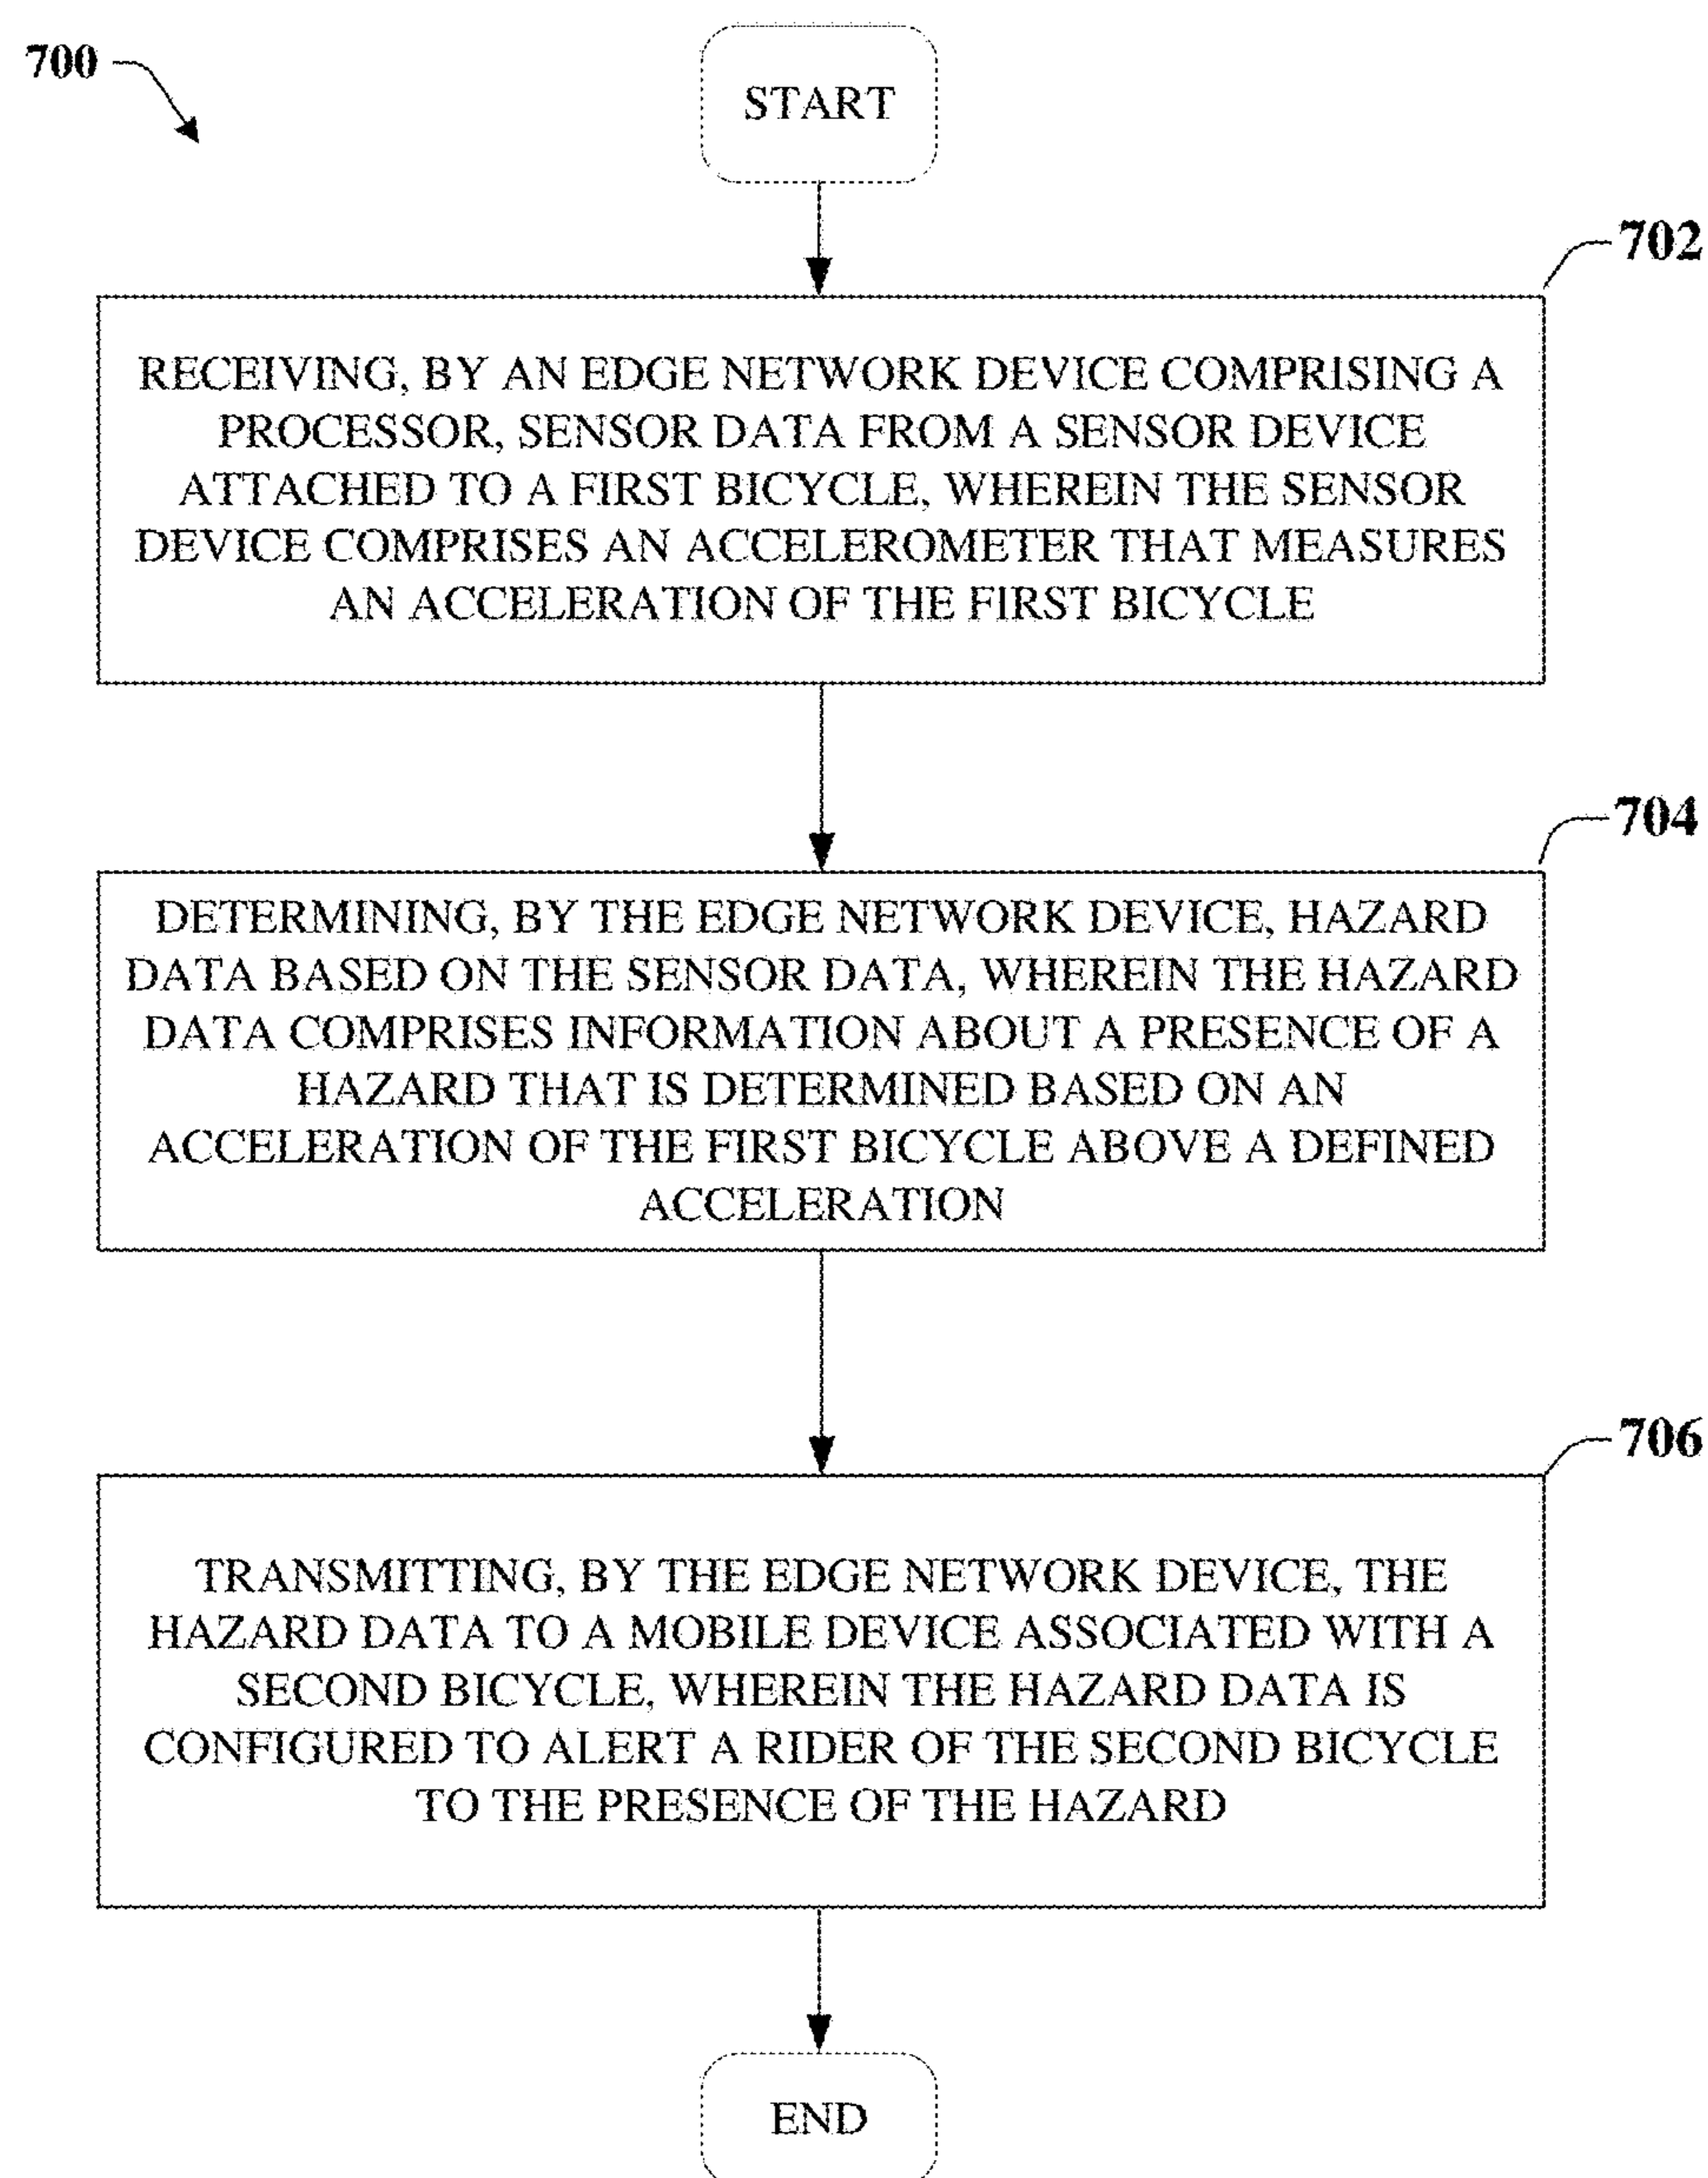 700
START
702
RECEIVING, BY AN EDGE NETWORK DEVICE COMPRISING A
PROCESSOR, SENSOR DATA FROM A SENSOR DEVICE
ATTACHED TO A FIRST BICYCLE, WHEREIN THE SENSOR
DEVICE COMPRISES AN ACCELEROMETER THAT MEASURES
AN ACCELERATION OF THE FIRST BICYCLE
704
DETERMINING, BY THE EDGE NETWORK DEVICE, HAZARD
DATA BASED ON THE SENSOR DATA, WHEREIN THE HAZARD
DATA COMPRISES INFORMATION ABOUT A PRESENCE OF A
HAZARD THAT IS DETERMINED BASED ON AN
ACCELERATION OF THE FIRST BICYCLE ABOVE A DEFINED
ACCELERATION
706
TRANSMITTING, BY THE EDGE NETWORK DEVICE, THE
HAZARD DATA TO A MOBILE DEVICE ASSOCIATED WITH A
SECOND BICYCLE, WHEREIN THE HAZARD DATA IS
CONFIGURED TO ALERT A RIDER OF THE SECOND BICYCLE
TO THE PRESENCE OF THE HAZARD
END